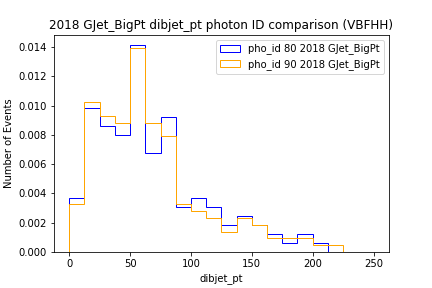 2018 GJet_BigPt dibjet_pt photon ID comparison (VBFHH)
pho_id 80 2018 GJet_BigPt
pho_id 90 2018 GJet_BigPt
Number of Events
0.014
0.012
0.010
0.008
0.006
0.004
0.002
0.000
0 50 100 150 200 250
dibjet_pt